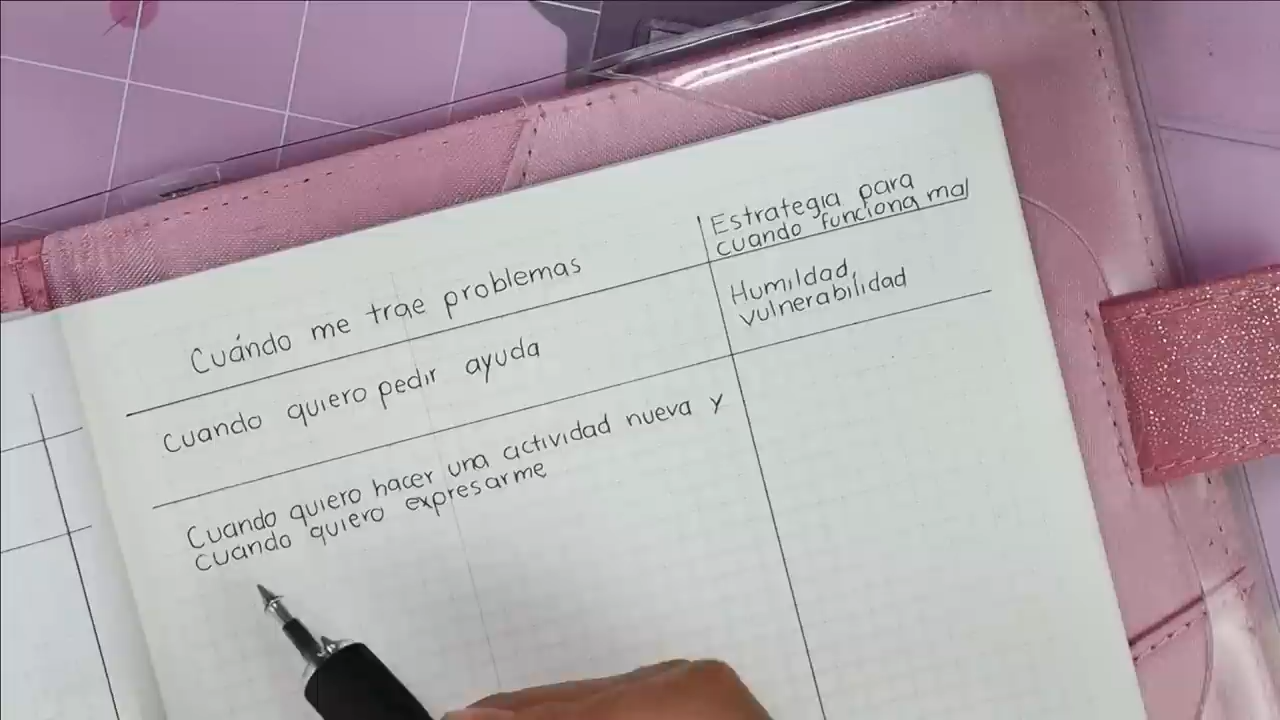 Cuándo me trae problemas
Estrategia para
cuando funciona mal
Cuando quiero pedir ayuda
Humildad,
vulnerabilidad
Cuando quiero hacer una actividad nueva y
cuando quiero expresarme